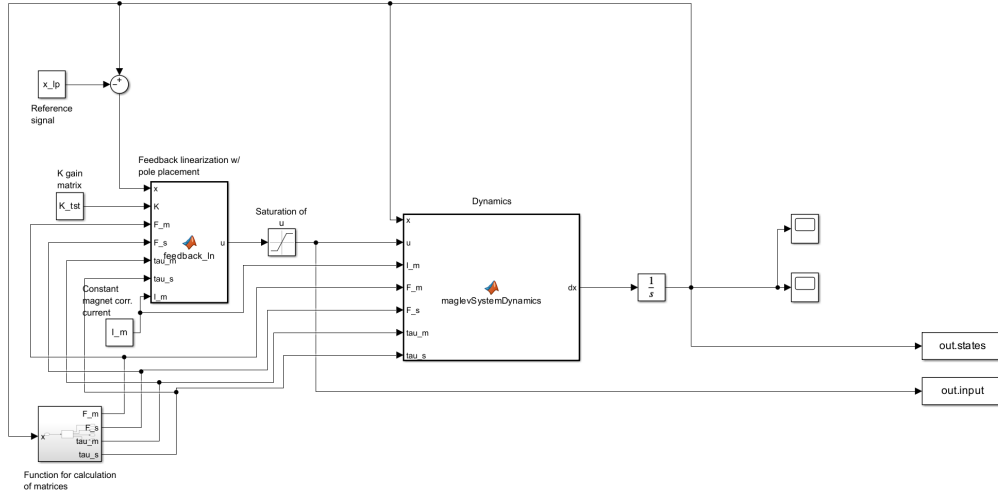 x_lp
-
+
Reference
signal
Feedback linearization w/
pole placement
K gain
matrix
K_tst
x
K
F_m
F_s
tau_m
tau_s
I_m
u
feedback_ln
Saturation of
u
Constant
magnet corr.
current
I_m
Dynamics
x
u
I_m
F_m
F_s
tau_m
tau_s
dx
maglevSystemDynamics
1
s
out.states
out.input
x
F_m
F_s
tau_m
tau_s
Function for calculation
of matrices